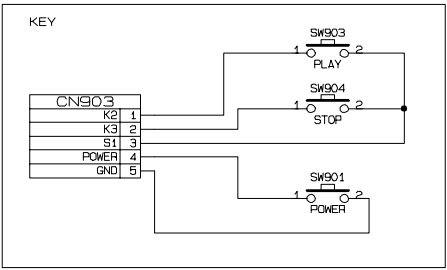 KEY
SW903
1 2
PLAY
SW904
1 2
STOP
CN903
K2 1
K3 2
S1 3
POWER 4
GND 5
SW901
1 2
POWER